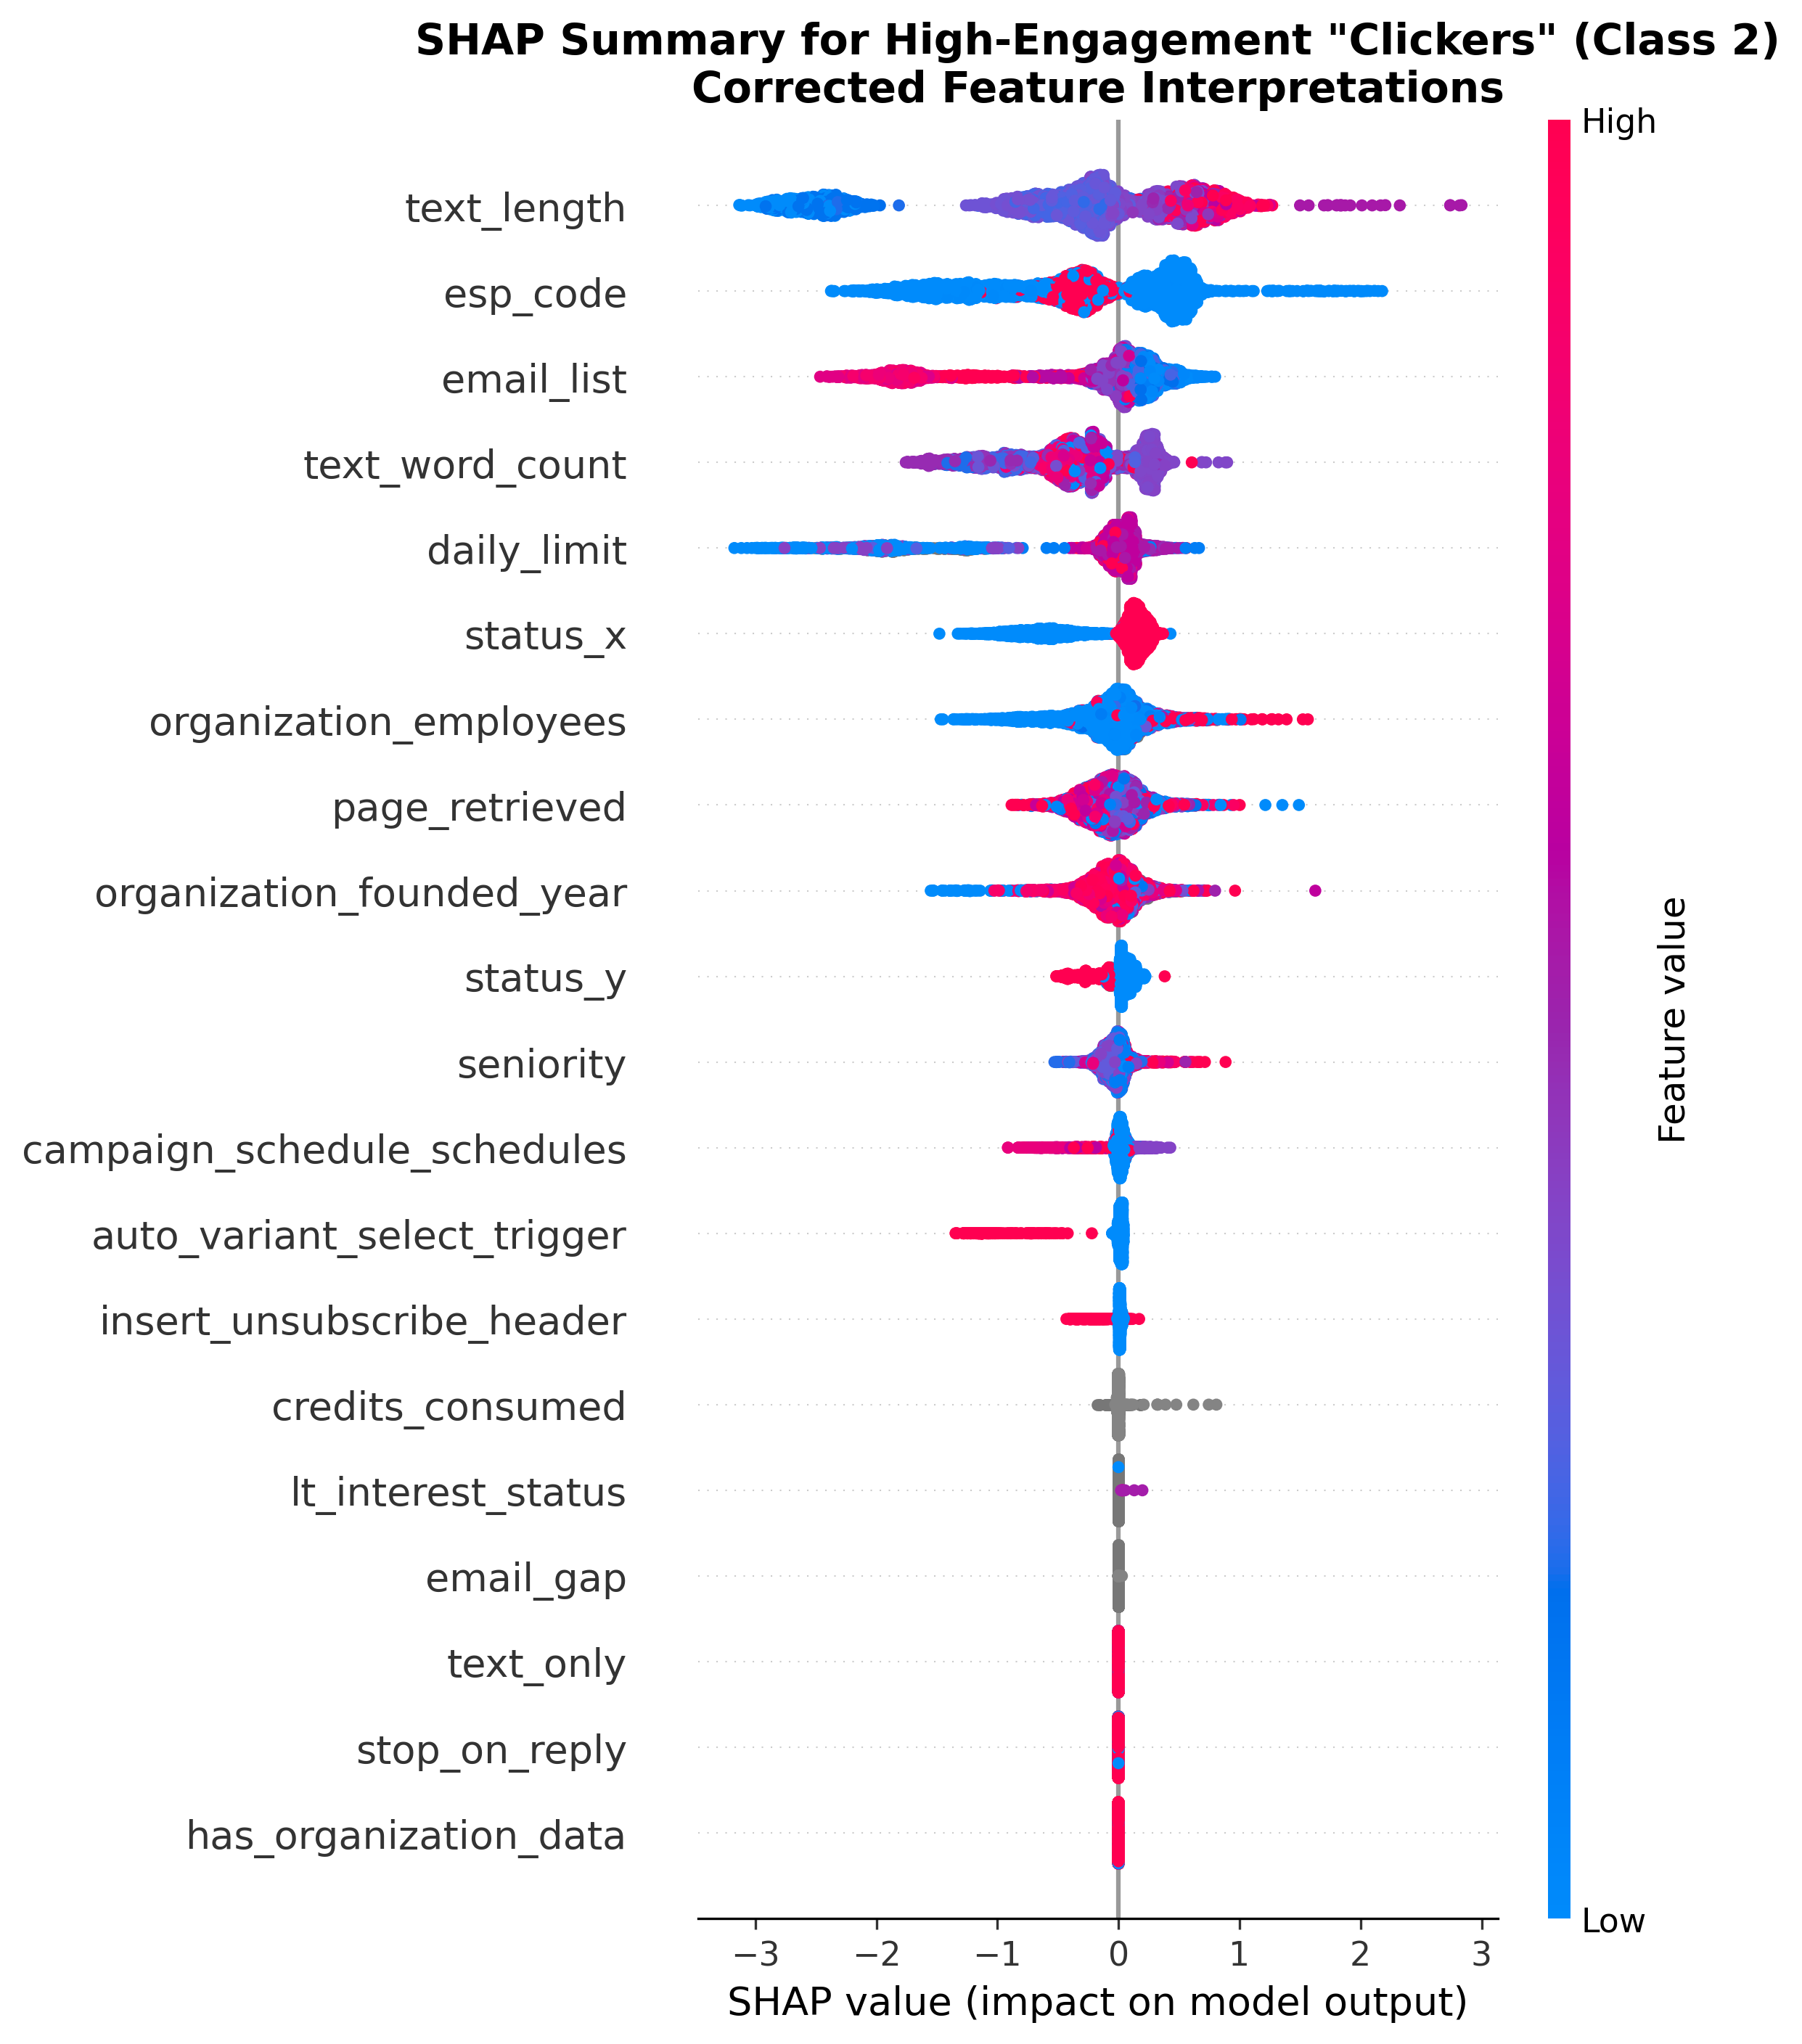 SHAP Summary for High-Engagement "Clickers" (Class 2)
Corrected Feature Interpretations
High
text_length
esp_code
email_list
text_word_count
daily_limit
status_x
organization_employees
page_retrieved
organization_founded_year
status_y
seniority
campaign_schedule_schedules
auto_variant_select_trigger
insert_unsubscribe_header
credits_consumed
lt_interest_status
email_gap
text_only
stop_on_reply
has_organization_data
Feature value
Low
−3 −2 −1 0 1 2 3
SHAP value (impact on model output)